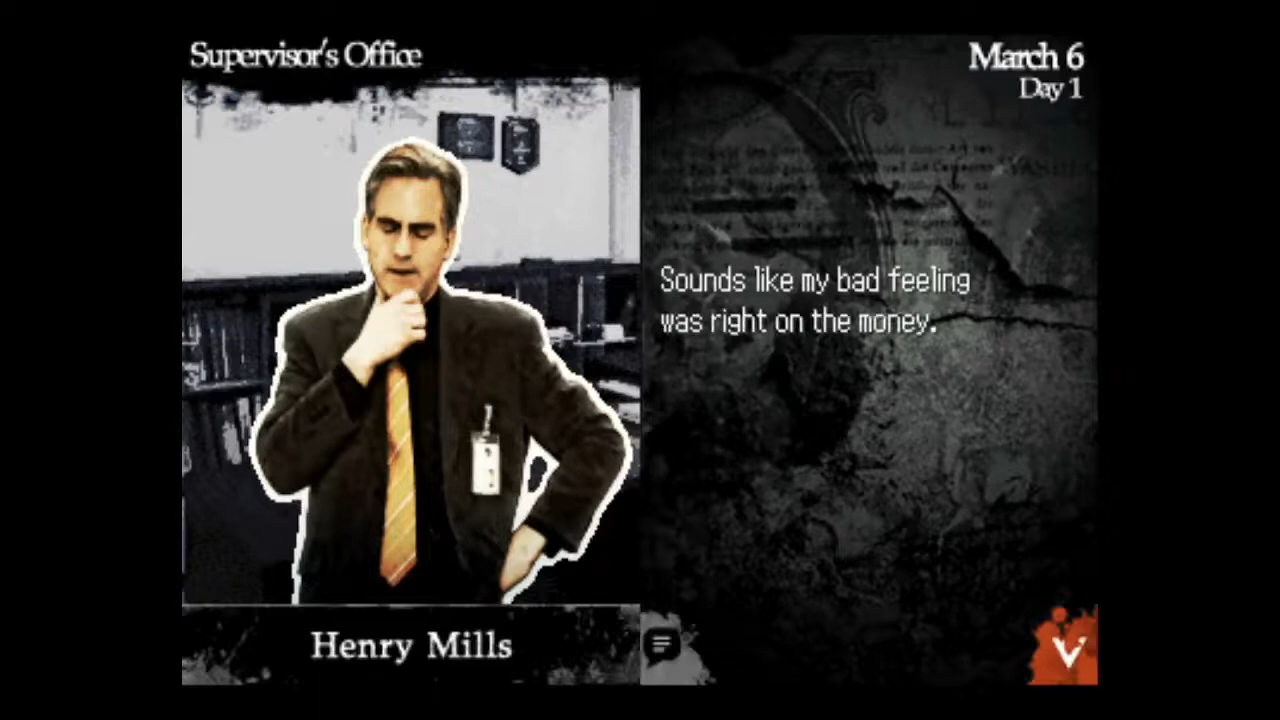 Supervisor's Office
March 6
Day 1
Sounds like my bad feeling
was right on the money.
Henry Mills